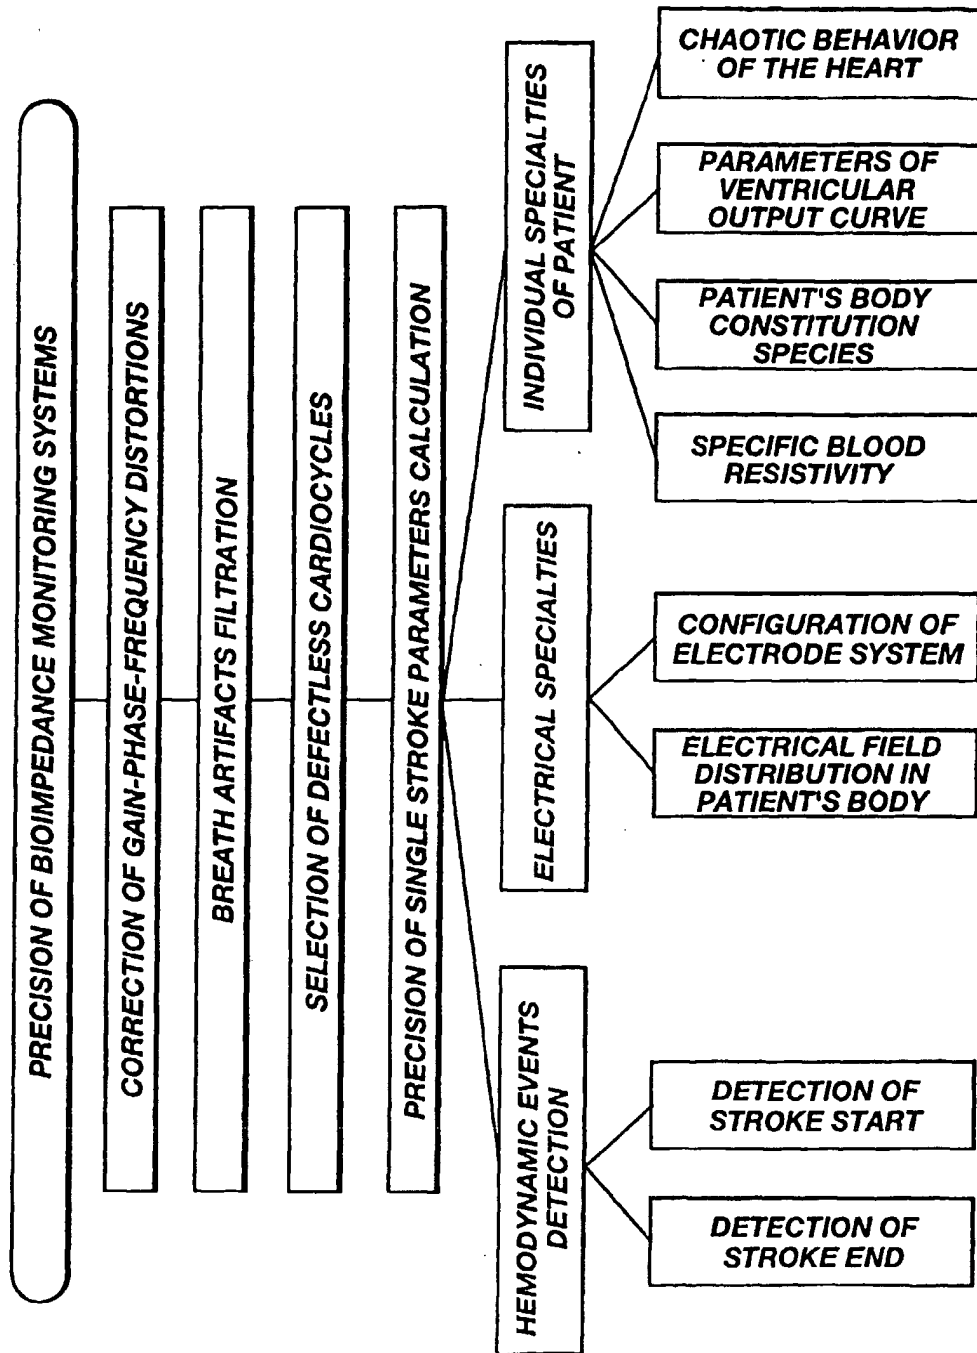 PRECISION OF BIOIMPEDANCE MONITORING SYSTEMS
CORRECTION OF GAIN-PHASE-FREQUENCY DISTORTIONS
BREATH ARTIFACTS FILTRATION
SELECTION OF DEFECTLESS CARDIOCYCLES
PRECISION OF SINGLE STROKE PARAMETERS CALCULATION
INDIVIDUAL SPECIALTIES
OF PATIENT
CHAOTIC BEHAVIOR
OF THE HEART
PARAMETERS OF
VENTRICULAR
OUTPUT CURVE
PATIENT'S BODY
CONSTITUTION
SPECIES
SPECIFIC BLOOD
RESISTIVITY
ELECTRICAL SPECIALTIES
CONFIGURATION OF
ELECTRODE SYSTEM
ELECTRICAL FIELD
DISTRIBUTION IN
PATIENT'S BODY
HEMODYNAMIC EVENTS
DETECTION
DETECTION OF
STROKE START
DETECTION OF
STROKE END